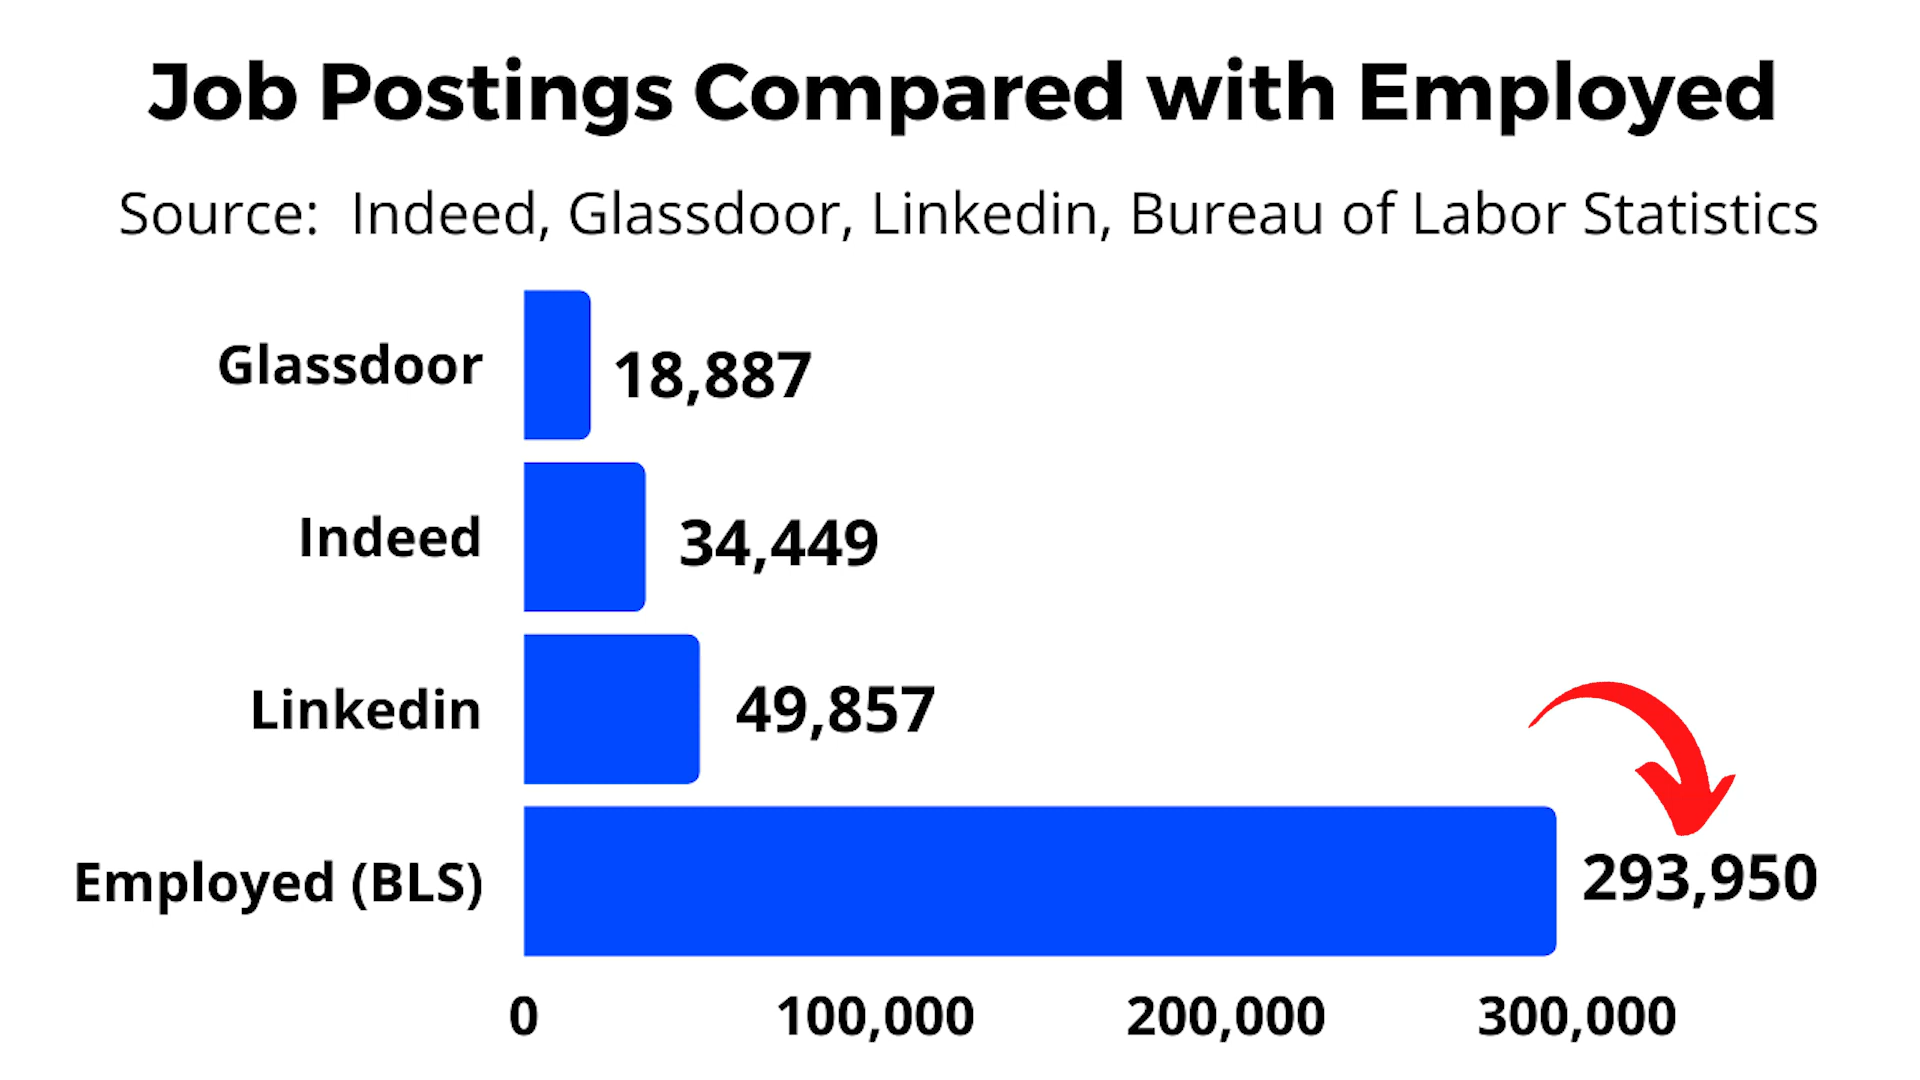 Job Postings Compared with Employed
Source:  Indeed, Glassdoor, Linkedin, Bureau of Labor Statistics
Glassdoor 18,887
Indeed 34,449
Linkedin 49,857
Employed (BLS) 293,950
0 100,000 200,000 300,000